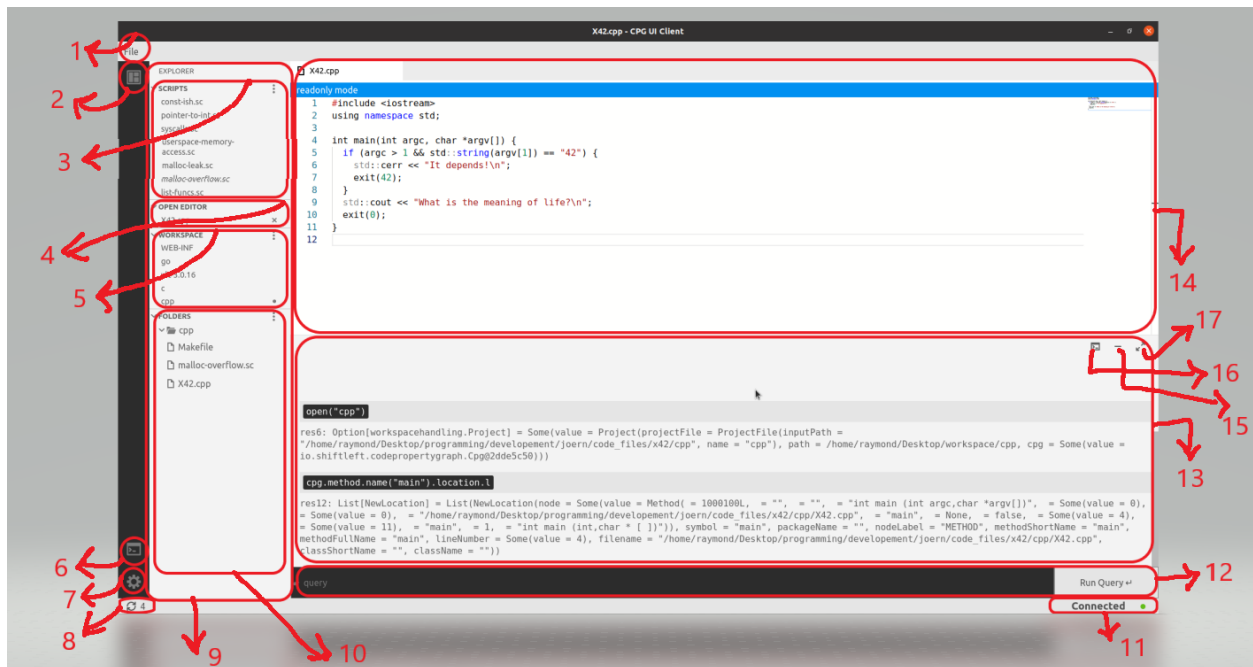 X42.cpp - CPG UI Client
1
File
2
EXPLORER
SCRIPTS
const-ish.sc
pointer-to-int.sc
userspace-memory-
access.sc
malloc-leak.sc
malloc-overflow.sc
list-funcs.sc
3
OPEN EDITOR
X42.cpp
4
WORKSPACE
WEB-INF
go
c
cpp
5
FOLDERS
cpp
Makefile
malloc-overflow.sc
X42.cpp
X42.cpp
readonly mode
1 #include <iostream>
2 using namespace std;
3
4 int main(int argc, char *argv[]) {
5 if (argc > 1 && std::string(argv[1]) == "42") {
6 std::cerr << "It depends!\n";
7 exit(42);
8 }
9 std::cout << "What is the meaning of life?\n";
10 exit(0);
11 }
12
14
17
16
15
13
open("cpp")
res6: Option[workspacehandling.Project] = Some(value = Project(projectFile = ProjectFile(inputPath =
"/home/raymond/Desktop/programming/developement/joern/code_files/x42/cpp", name = "cpp"), path = /home/raymond/Desktop/workspace/cpp, cpg = Some(value =
io.shiftleft.codepropertygraph.Cpg@2dde5c50)))
cpg.method.name("main").location.l
res12: List[NewLocation] = List(NewLocation(node = Some(value = Method( = 1000100L, = "", = "", = "int main (int argc,char *argv[])", = Some(value = 0),
= Some(value = 0), = "/home/raymond/Desktop/programming/developement/joern/code_files/x42/cpp/X42.cpp", = "main", = None, = false, = Some(value = 4),
= Some(value = 11), = "main", = 1, = "int main (int,char * [ ])")), symbol = "main", packageName = "", nodeLabel = "METHOD", methodShortName = "main",
methodFullName = "main", lineNumber = Some(value = 4), filename = "/home/raymond/Desktop/programming/developement/joern/code_files/x42/cpp/X42.cpp",
classShortName = "", className = ""))
6
7
query
Run Query ↵
12
4
Connected
8
9
10
11